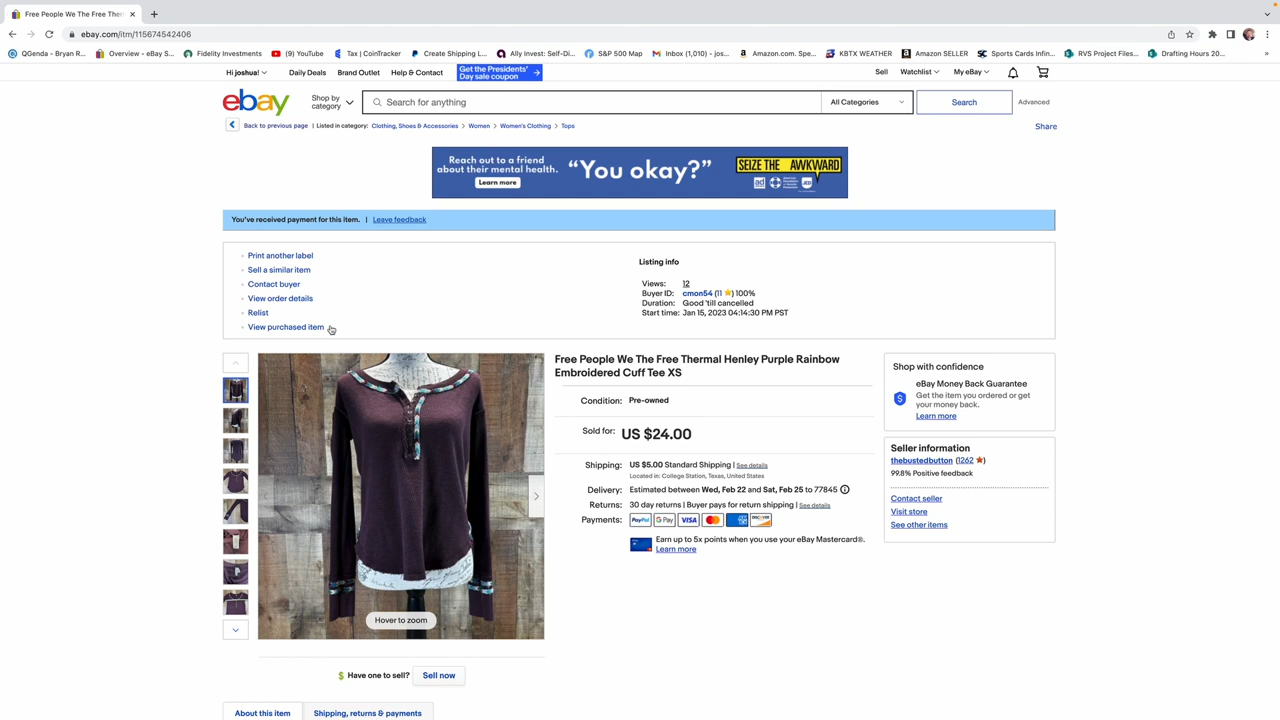 Free People We The Free Therm
ebay.com/itm/115674542406
QGenda - Bryan R...
Overview - eBay S...
Fidelity Investments
(9) YouTube
Tax | CoinTracker
Create Shipping L...
Ally Invest: Self-Di...
S&P 500 Map
Inbox (1,010) - jos...
Amazon.com. Spe...
KBTX WEATHER
Amazon SELLER
Sports Cards Infin...
RVS Project Files...
Drafting Hours 20...
Hi joshua!
Daily Deals
Brand Outlet
Help & Contact
Get the Presidents'
Day sale coupon
Sell
Watchlist
My eBay
ebay
Shop by
category
Search for anything
All Categories
Search
Advanced
Back to previous page | Listed in category: Clothing, Shoes & Accessories > Women > Women's Clothing > Tops
Share
Reach out to a friend
about their mental health.
Learn more
“You okay?”
SEIZE THE AWKWARD
You've received payment for this item. | Leave feedback
Print another label
Sell a similar item
Contact buyer
View order details
Relist
View purchased item
Listing info
Views: 12
Buyer ID: cmon54 (11 ) 100%
Duration: Good 'till cancelled
Start time: Jan 15, 2023 04:14:30 PM PST
Free People We The Free Thermal Henley Purple Rainbow
Embroidered Cuff Tee XS
Condition: Pre-owned
Sold for: US $24.00
Shipping: US $5.00 Standard Shipping | See details
Located in: College Station, Texas, United States
Delivery: Estimated between Wed, Feb 22 and Sat, Feb 25 to 77845
Returns: 30 day returns | Buyer pays for return shipping | See details
Payments: PayPal G Pay VISA DISCOVER
Earn up to 5x points when you use your eBay Mastercard®.
Learn more
Shop with confidence
eBay Money Back Guarantee
Get the item you ordered or get
your money back.
Learn more
Seller information
thebustedbutton (1262 )
99.8% Positive feedback
Contact seller
Visit store
See other items
Hover to zoom
Have one to sell? Sell now
About this item
Shipping, returns & payments